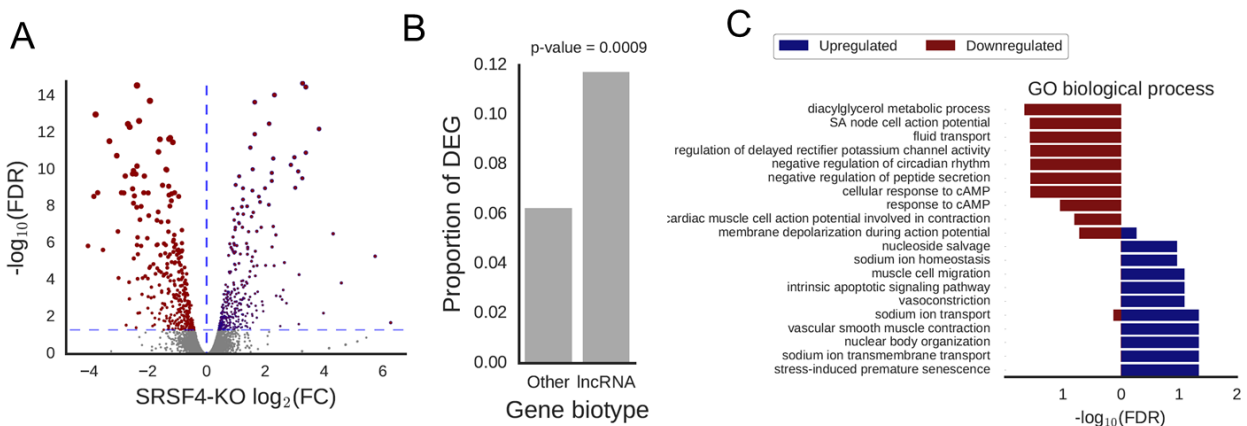 A
14
12
10
8
6
4
2
0
-log10(FDR)
−4 −2 0 2 4 6
SRSF4-KO log2(FC)
B
p-value = 0.0009
0.12
0.10
0.08
0.06
0.04
0.02
0.00
Proportion of DEG
Other lncRNA
Gene biotype
C
Upregulated Downregulated
GO biological process
diacylglycerol metabolic process
SA node cell action potential
fluid transport
regulation of delayed rectifier potassium channel activity
negative regulation of circadian rhythm
negative regulation of peptide secretion
cellular response to cAMP
response to cAMP
cardiac muscle cell action potential involved in contraction
membrane depolarization during action potential
nucleoside salvage
sodium ion homeostasis
muscle cell migration
intrinsic apoptotic signaling pathway
vasoconstriction
sodium ion transport
vascular smooth muscle contraction
nuclear body organization
sodium ion transmembrane transport
stress-induced premature senescence
1 0 1 2
-log10(FDR)